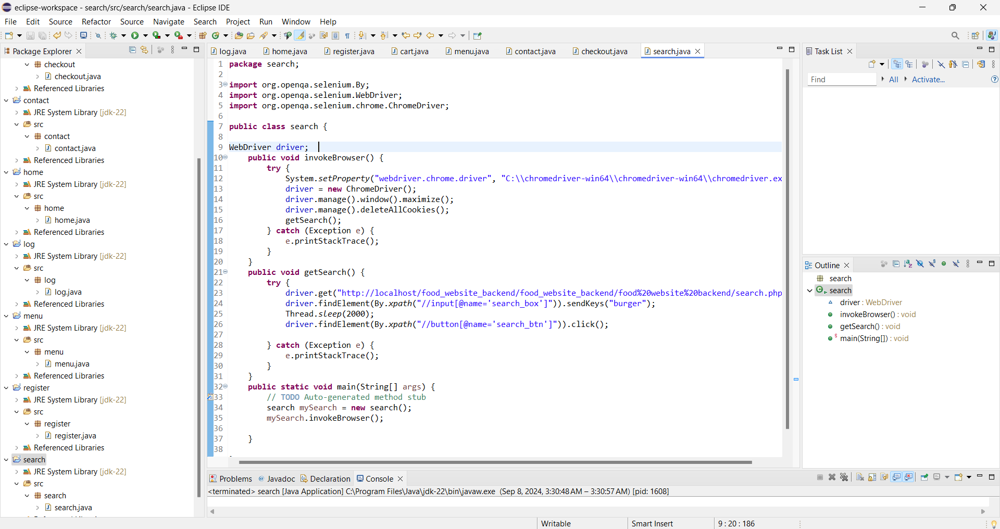 eclipse-workspace - search/src/search/search.java - Eclipse IDE
File Edit Source Refactor Source Navigate Search Project Run Window Help
Package Explorer
checkout
checkout.java
Referenced Libraries
contact
JRE System Library [jdk-22]
src
contact
contact.java
Referenced Libraries
home
JRE System Library [jdk-22]
src
home
home.java
Referenced Libraries
log
JRE System Library [jdk-22]
src
log
log.java
Referenced Libraries
menu
JRE System Library [jdk-22]
src
menu
menu.java
Referenced Libraries
register
JRE System Library [jdk-22]
src
register
register.java
Referenced Libraries
search
JRE System Library [jdk-22]
src
search
search.java
log.java home.java register.java cart.java menu.java contact.java checkout.java search.java
1 package search;
2
3 import org.openqa.selenium.By;
4 import org.openqa.selenium.WebDriver;
5 import org.openqa.selenium.chrome.ChromeDriver;
6
7 public class search {
8
9 WebDriver driver;
10 public void invokeBrowser() {
11 try {
12 System.setProperty("webdriver.chrome.driver", "C:\\chromedriver-win64\\chromedriver-win64\\chromedriver.ex
13 driver = new ChromeDriver();
14 driver.manage().window().maximize();
15 driver.manage().deleteAllCookies();
16 getSearch();
17 } catch (Exception e) {
18 e.printStackTrace();
19 }
20 }
21 public void getSearch() {
22 try {
23 driver.get("http://localhost/food_website_backend/food_website_backend/food%20website%20backend/search.php
24 driver.findElement(By.xpath("//input[@name='search_box']")).sendKeys("burger");
25 Thread.sleep(2000);
26 driver.findElement(By.xpath("//button[@name='search_btn']")).click();
27
28 } catch (Exception e) {
29 e.printStackTrace();
30 }
31 }
32 public static void main(String[] args) {
33 // TODO Auto-generated method stub
34 search mySearch = new search();
35 mySearch.invokeBrowser();
36
37 }
38
Task List
Find All Activate...
Outline
search
search
driver : WebDriver
invokeBrowser() : void
getSearch() : void
S main(String[]) : void
Problems Javadoc Declaration Console
<terminated> search [Java Application] C:\Program Files\Java\jdk-22\bin\javaw.exe (Sep 8, 2024, 3:30:48 AM – 3:30:57 AM) [pid: 1608]
Writable Smart Insert 9 : 20 : 186